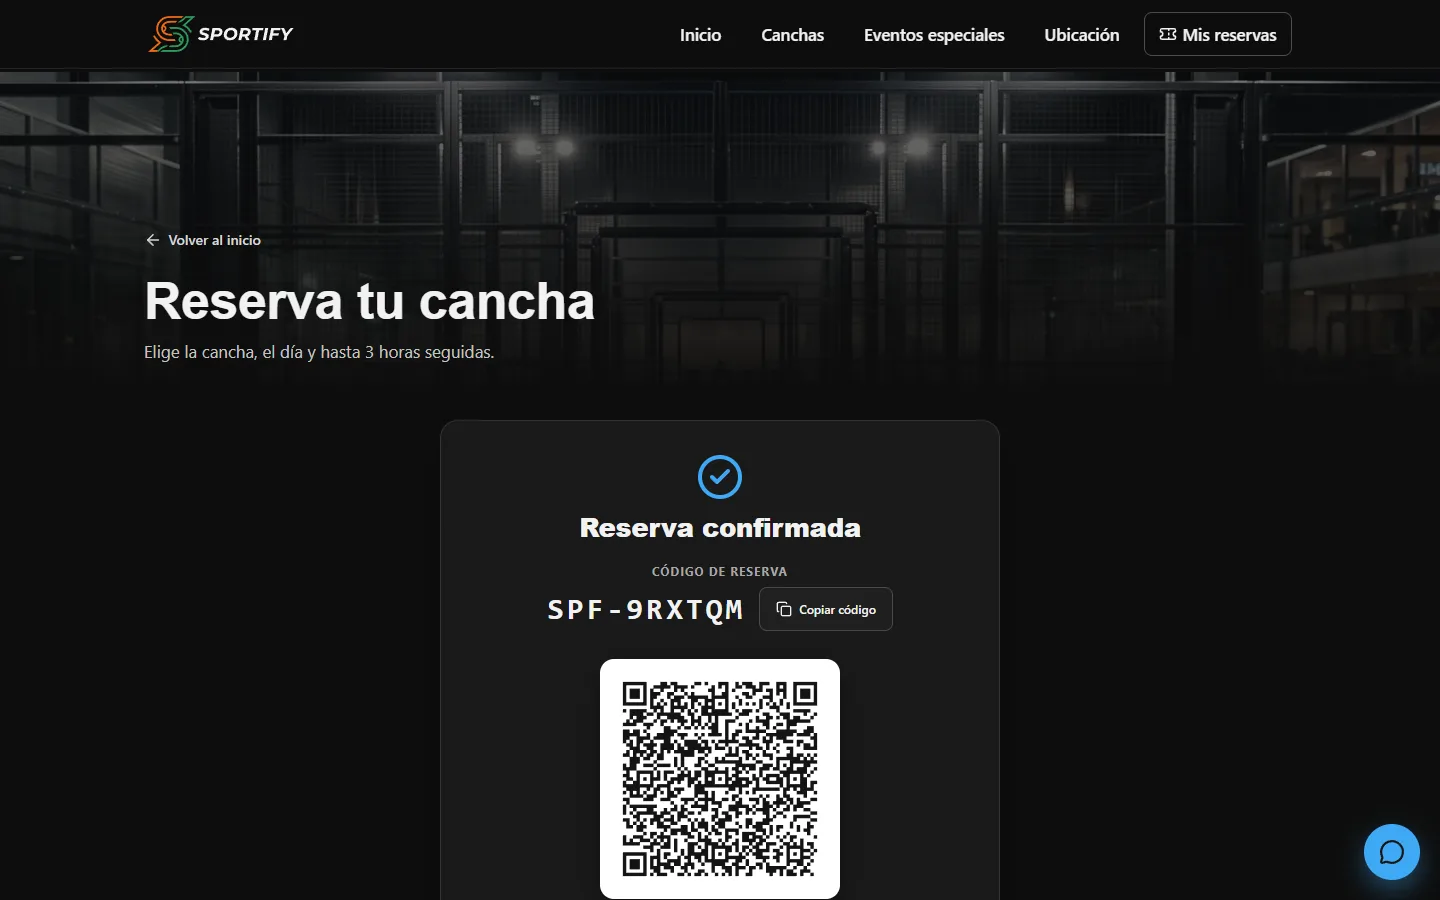 SPORTIFY
Inicio
Canchas
Eventos especiales
Ubicación
Mis reservas
Volver al inicio
Reserva tu cancha
Elige la cancha, el día y hasta 3 horas seguidas.
Reserva confirmada
CÓDIGO DE RESERVA
SPF-9RXTQM
Copiar código